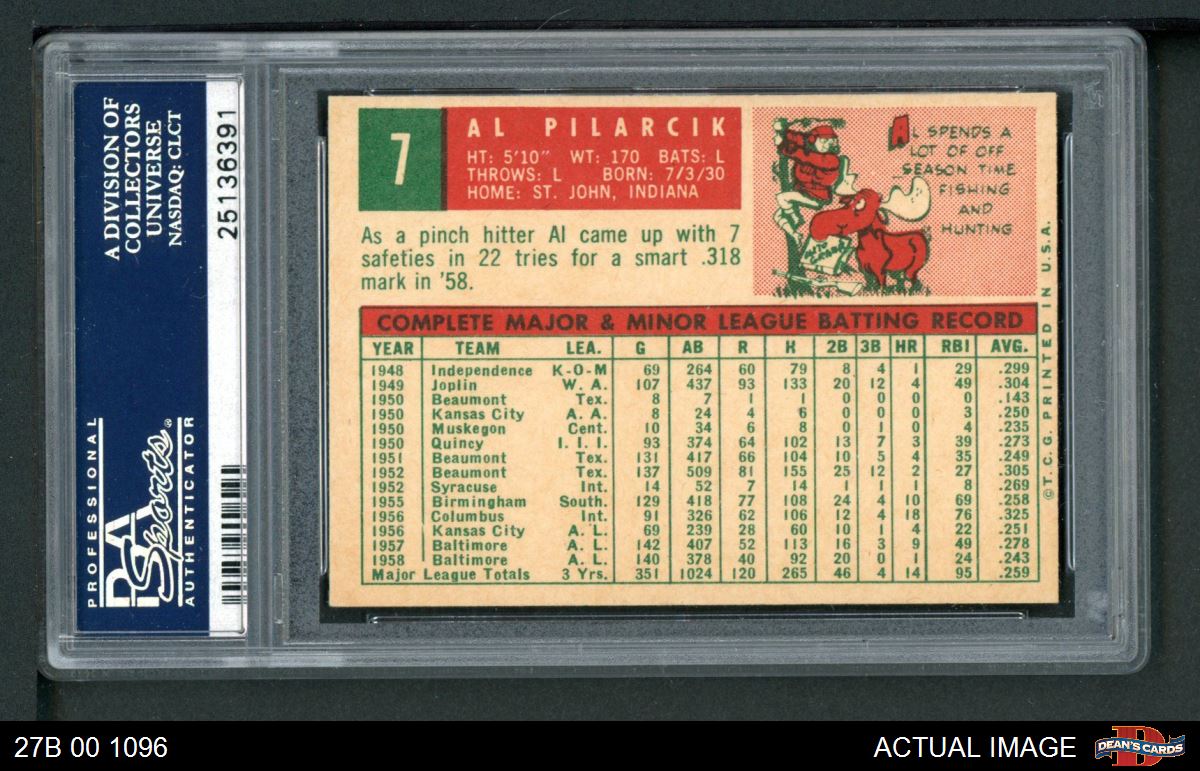 A DIVISION OF
COLLECTORS
UNIVERSE
NASDAQ: CLCT
25136391
PROFESSIONAL
PSA
Sports®
AUTHENTICATOR
7
AL PILARCIK
HT: 5'10" WT: 170 BATS: L
THROWS: L BORN: 7/3/30
HOME: ST. JOHN, INDIANA
AL SPENDS A
LOT OF OFF
SEASON TIME
FISHING
AND
HUNTING
As a pinch hitter Al came up with 7
safeties in 22 tries for a smart .318
mark in '58.
COMPLETE MAJOR & MINOR LEAGUE BATTING RECORD
YEAR TEAM LEA. G AB R H 2B 3B HR RBI AVG.
1948 Independence K-O-M 69 264 60 79 8 4 1 29 .299
1949 Joplin W. A. 107 437 93 133 20 12 4 49 .304
1950 Beaumont Tex. 8 7 1 1 0 0 0 0 .143
1950 Kansas City A. A. 8 24 4 6 0 0 0 3 .250
1950 Muskegon Cent. 10 34 6 8 0 1 0 4 .235
1950 Quincy I. I. I. 93 374 64 102 13 7 3 39 .273
1951 Beaumont Tex. 131 417 66 104 10 5 4 35 .249
1952 Beaumont Tex. 137 509 81 155 25 12 2 27 .305
1952 Syracuse Int. 14 52 7 14 1 1 1 8 .269
1955 Birmingham South. 129 418 77 108 24 4 10 69 .258
1956 Columbus Int. 91 326 62 106 12 4 18 76 .325
1956 Kansas City A. L. 69 239 28 60 10 1 4 22 .251
1957 Baltimore A. L. 142 407 52 113 16 3 9 49 .278
1958 Baltimore A. L. 140 378 40 92 20 0 1 24 .243
Major League Totals 3 Yrs. 351 1024 120 265 46 4 14 95 .259
©T.C.G. PRINTED IN U.S.A.
27B 00 1096
ACTUAL IMAGE
D
DEAN'S CARDS